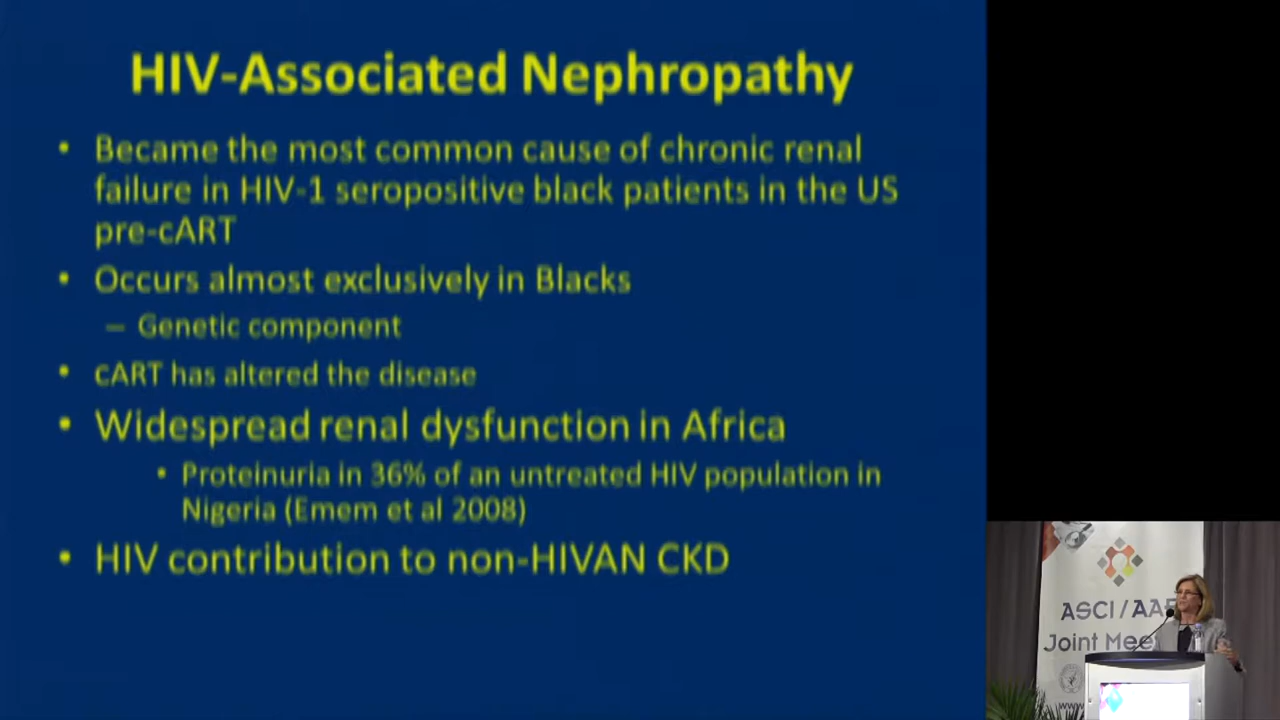 HIV-Associated Nephropathy
• Became the most common cause of chronic renal
failure in HIV-1 seropositive black patients in the US
pre-cART
• Occurs almost exclusively in Blacks
– Genetic component
• cART has altered the disease
• Widespread renal dysfunction in Africa
• Proteinuria in 36% of an untreated HIV population in
Nigeria (Emem et al 2008)
• HIV contribution to non-HIVAN CKD
ASCI / AA
Joint Mee